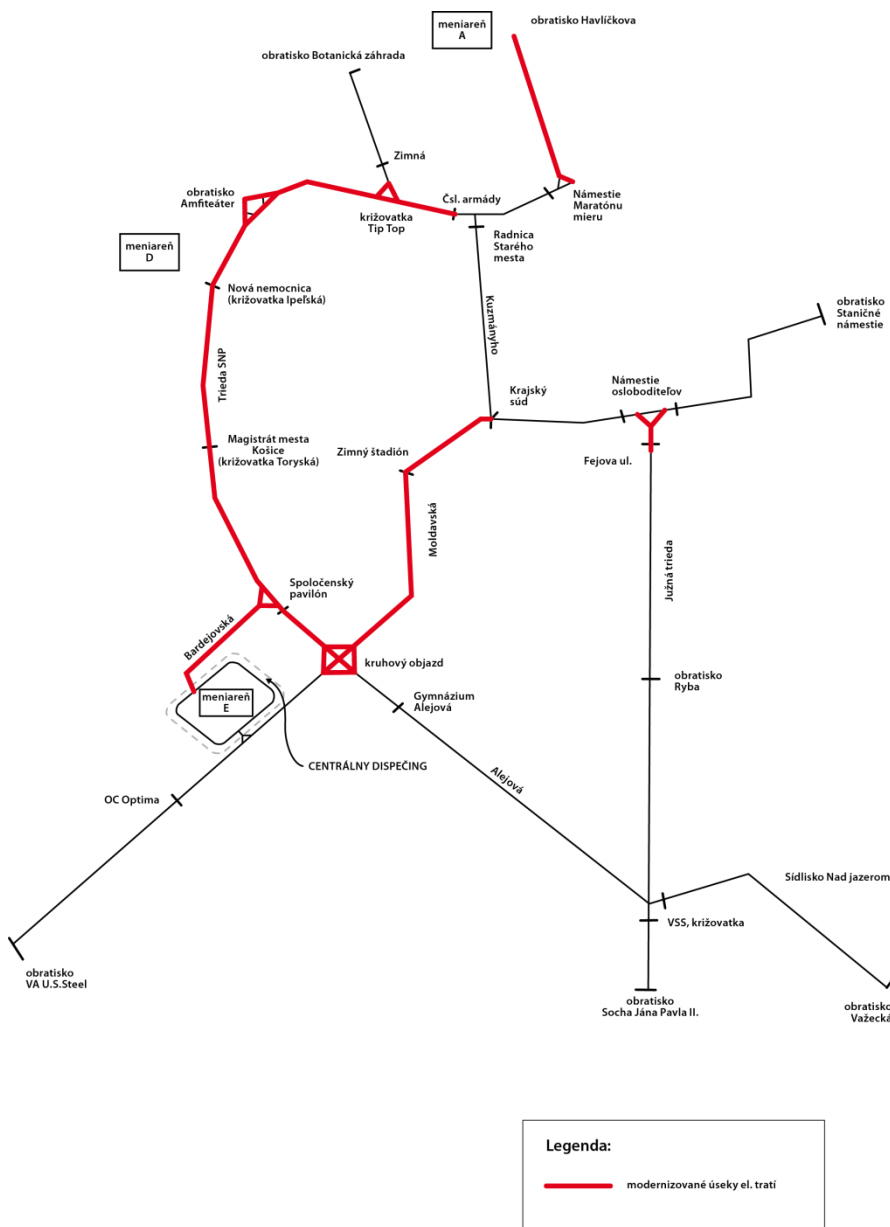 meniareň
A
obratisko Havlíčkova
obratisko Botanická záhrada
Zimná
obratisko
Amfiteáter
križovatka
Tip Top
Čsl. armády
Námestie
Maratónu
mieru
Radnica
Starého
mesta
meniareň
D
Nová nemocnica
(križovatka Ipeľská)
Kuzmányho
obratisko
Staničné
námestie
Trieda SNP
Krajský
súd
Námestie
osloboditeľov
Magistrát mesta
Košice
(križovatka Toryská)
Zimný štadión
Fejova ul.
Moldavská
Južná trieda
Spoločenský
pavilón
Bardejovská
kruhový objazd
obratisko
Ryba
meniareň
E
Gymnázium
Alejová
CENTRÁLNY DISPEČING
Alejová
OC Optima
Sídlisko Nad jazerom
VSS, križovatka
obratisko
VA U.S.Steel
obratisko
Socha Jána Pavla II.
obratisko
Važecká
Legenda:
modernizované úseky el. tratí